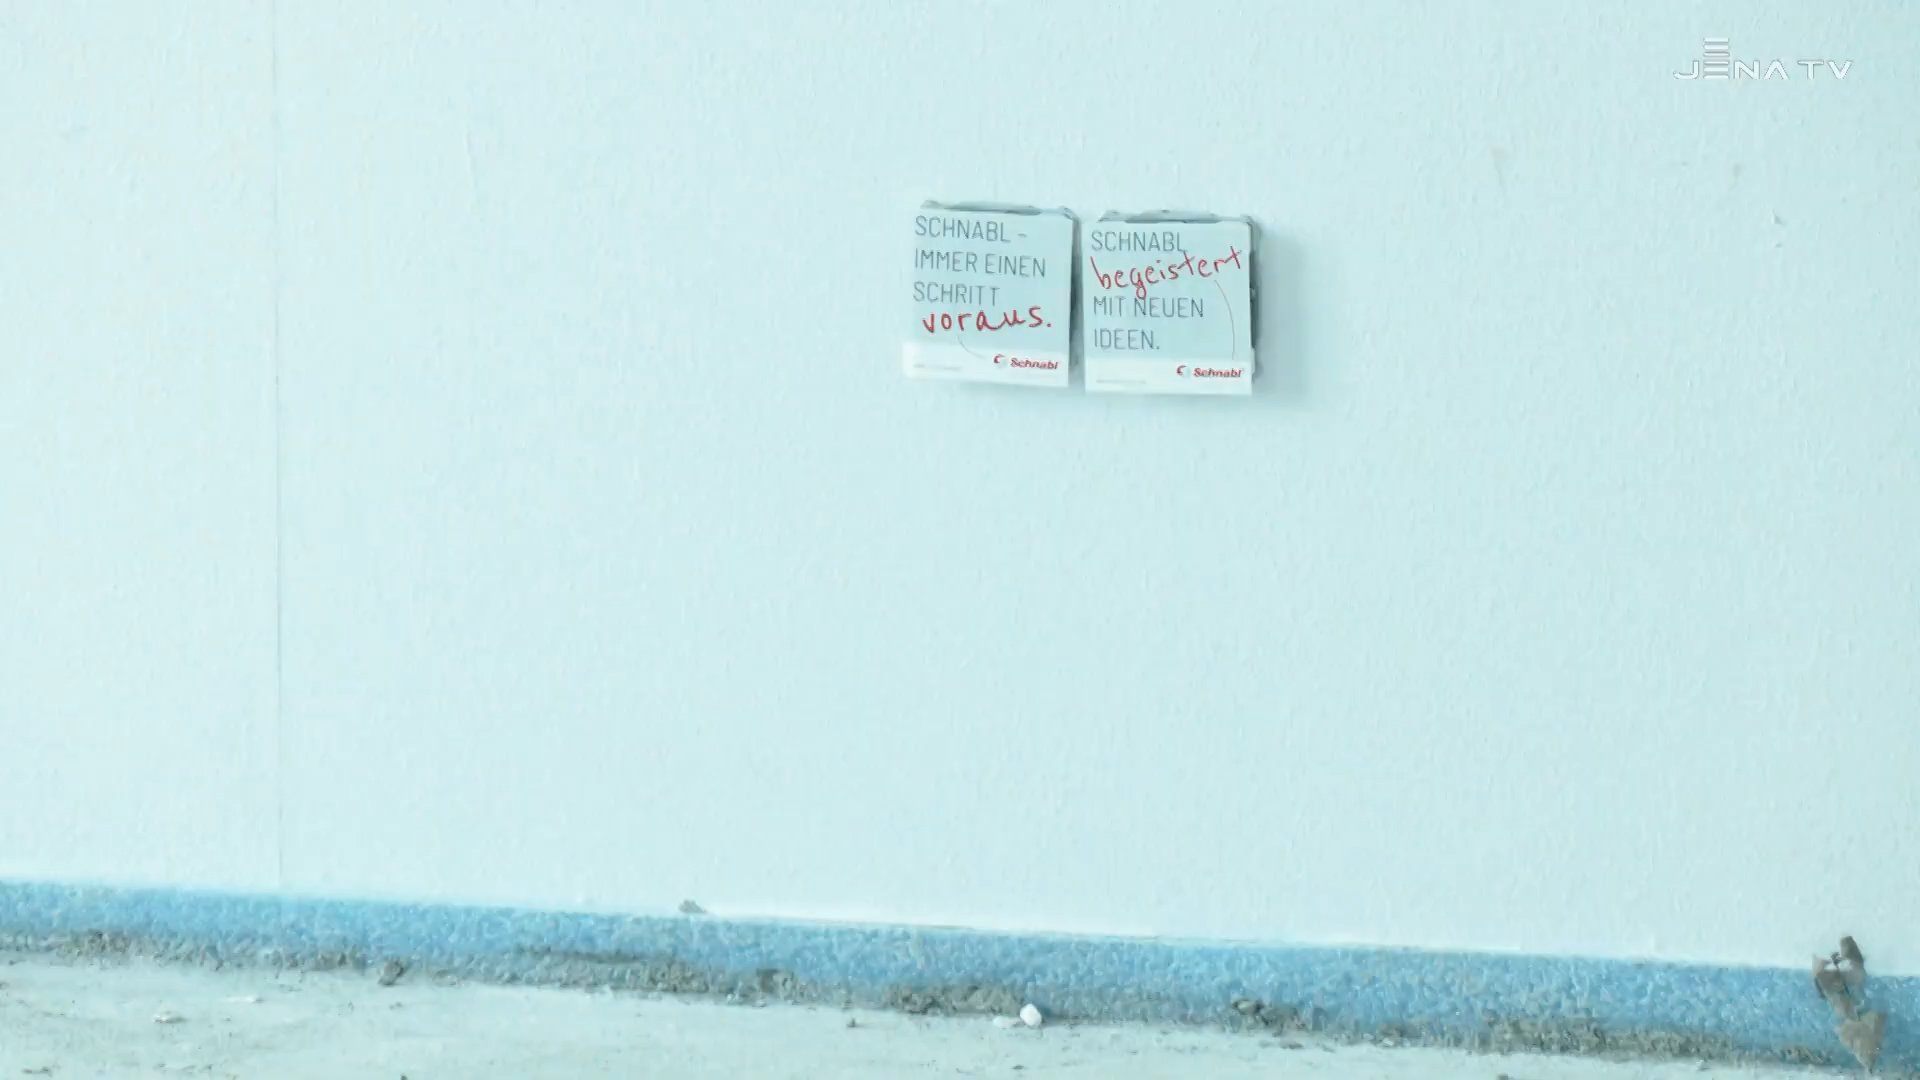 JENA TV
SCHNABL -
IMMER EINEN
SCHRITT
voraus.
Schnabl
SCHNABL
begeistert
MIT NEUEN
IDEEN.
Schnabl